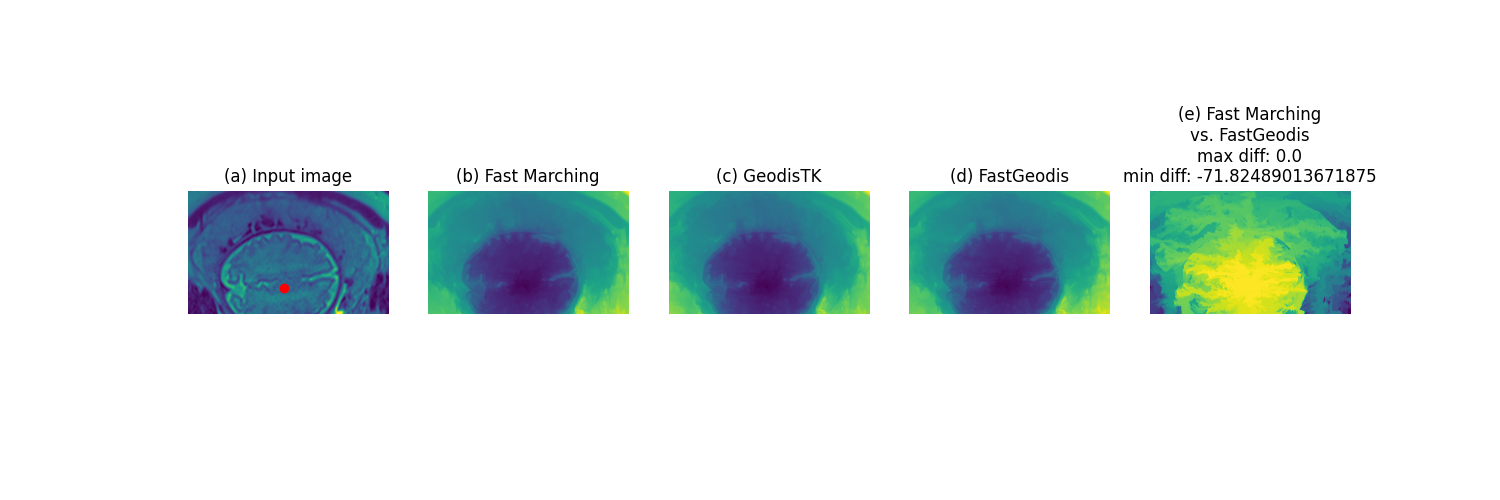 (a) Input image
(b) Fast Marching
(c) GeodisTK
(d) FastGeodis
(e) Fast Marching
vs. FastGeodis
max diff: 0.0
min diff: -71.82489013671875